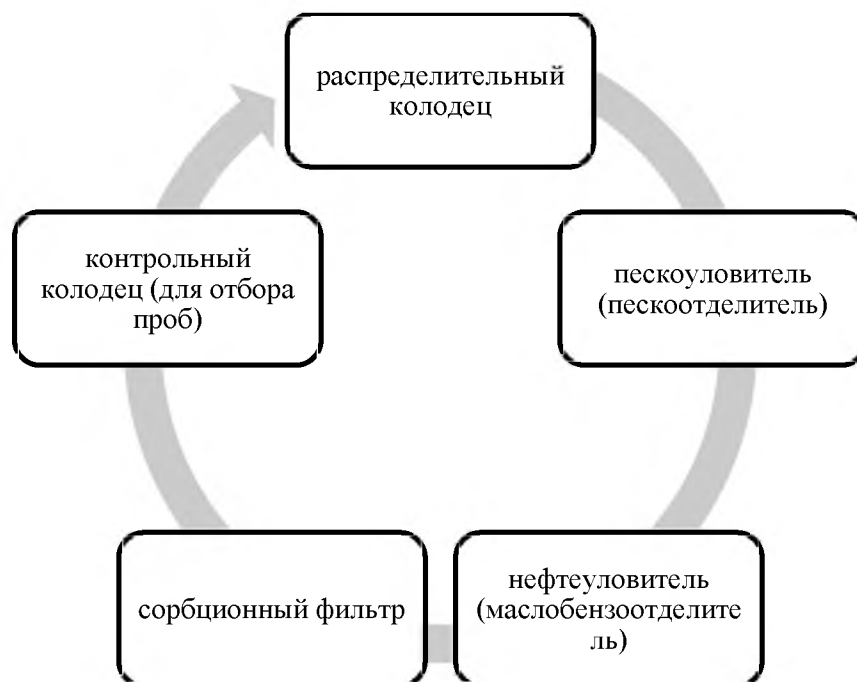 распределительный
колодец
пескоуловитель
(пескоотделитель)
нефтеуловитель
(маслобензоотделите
ль)
сорбционный фильтр
контрольный
колодец (для отбора
проб)